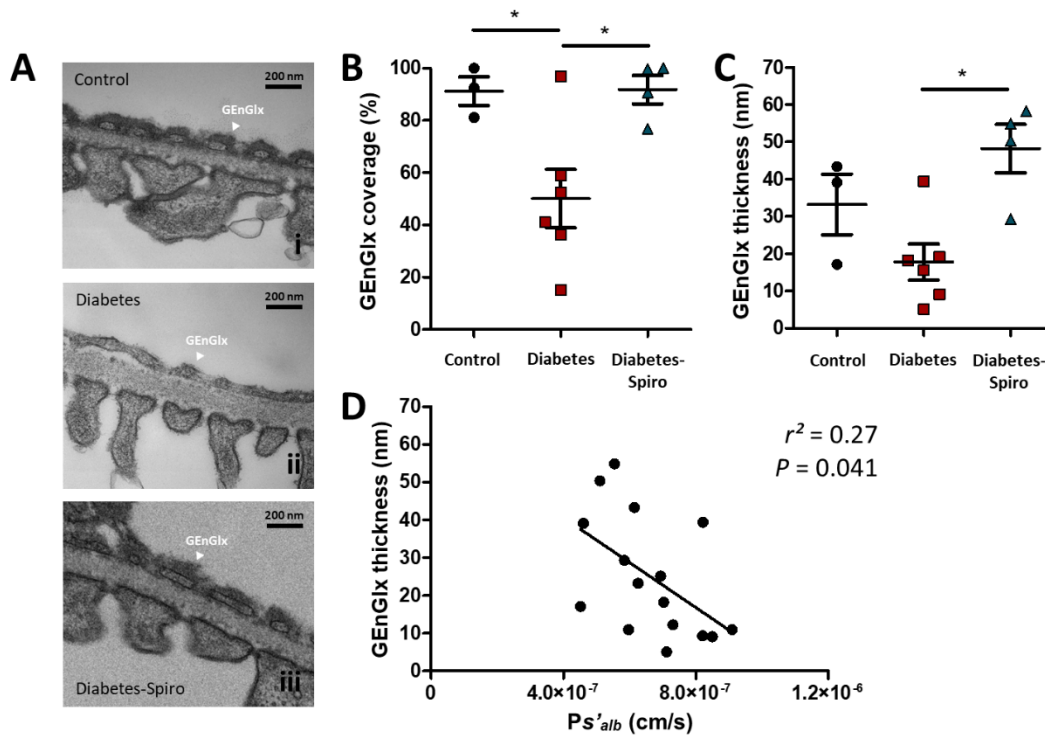 A
Control
200 nm
GEnGlx
i
Diabetes
200 nm
GEnGlx
ii
200 nm
GEnGlx
Diabetes-Spiro
iii
B
*
*
GEnGlx coverage (%)
100
80
60
40
20
0
Control
Diabetes
Diabetes-
Spiro
C
*
GEnGlx thickness (nm)
70
60
50
40
30
20
10
0
Control
Diabetes
Diabetes-
Spiro
D
r² = 0.27
P = 0.041
GEnGlx thickness (nm)
70
60
50
40
30
20
10
0
0
4.0×10⁻⁷
8.0×10⁻⁷
1.2×10⁻⁶
Ps'alb (cm/s)